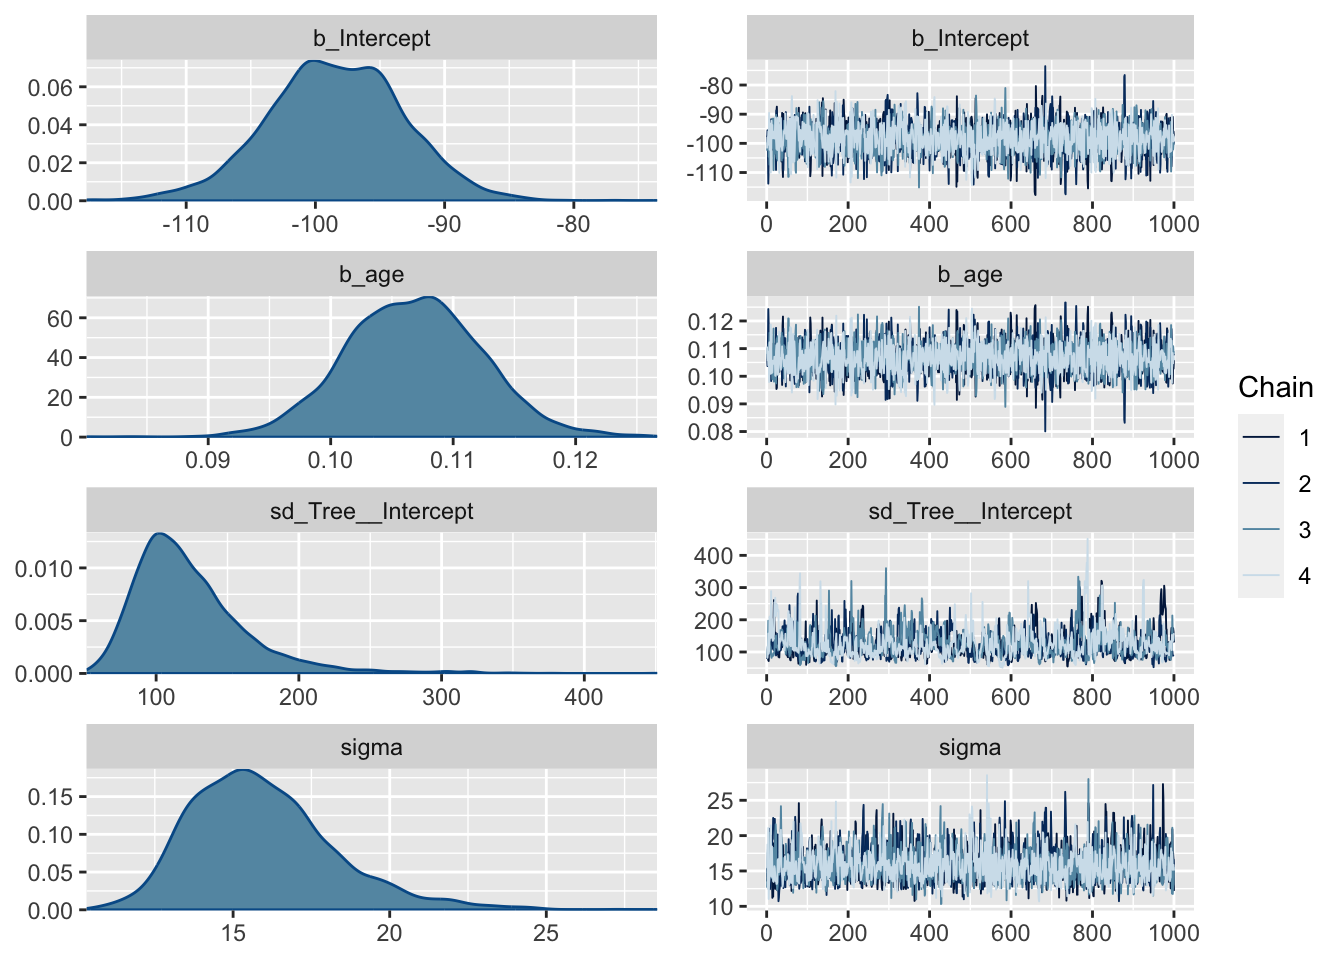 b_Intercept
0.06
0.04
0.02
0.00
-110 -100 -90 -80
b_Intercept
-80
-90
-100
-110
0 200 400 600 800 1000
b_age
60
40
20
0
0.09 0.10 0.11 0.12
b_age
0.12
0.11
0.10
0.09
0.08
0 200 400 600 800 1000
sd_Tree__Intercept
0.010
0.005
0.000
100 200 300 400
sd_Tree__Intercept
400
300
200
100
0 200 400 600 800 1000
sigma
0.15
0.10
0.05
0.00
15 20 25
sigma
25
20
15
10
0 200 400 600 800 1000
Chain
1
2
3
4